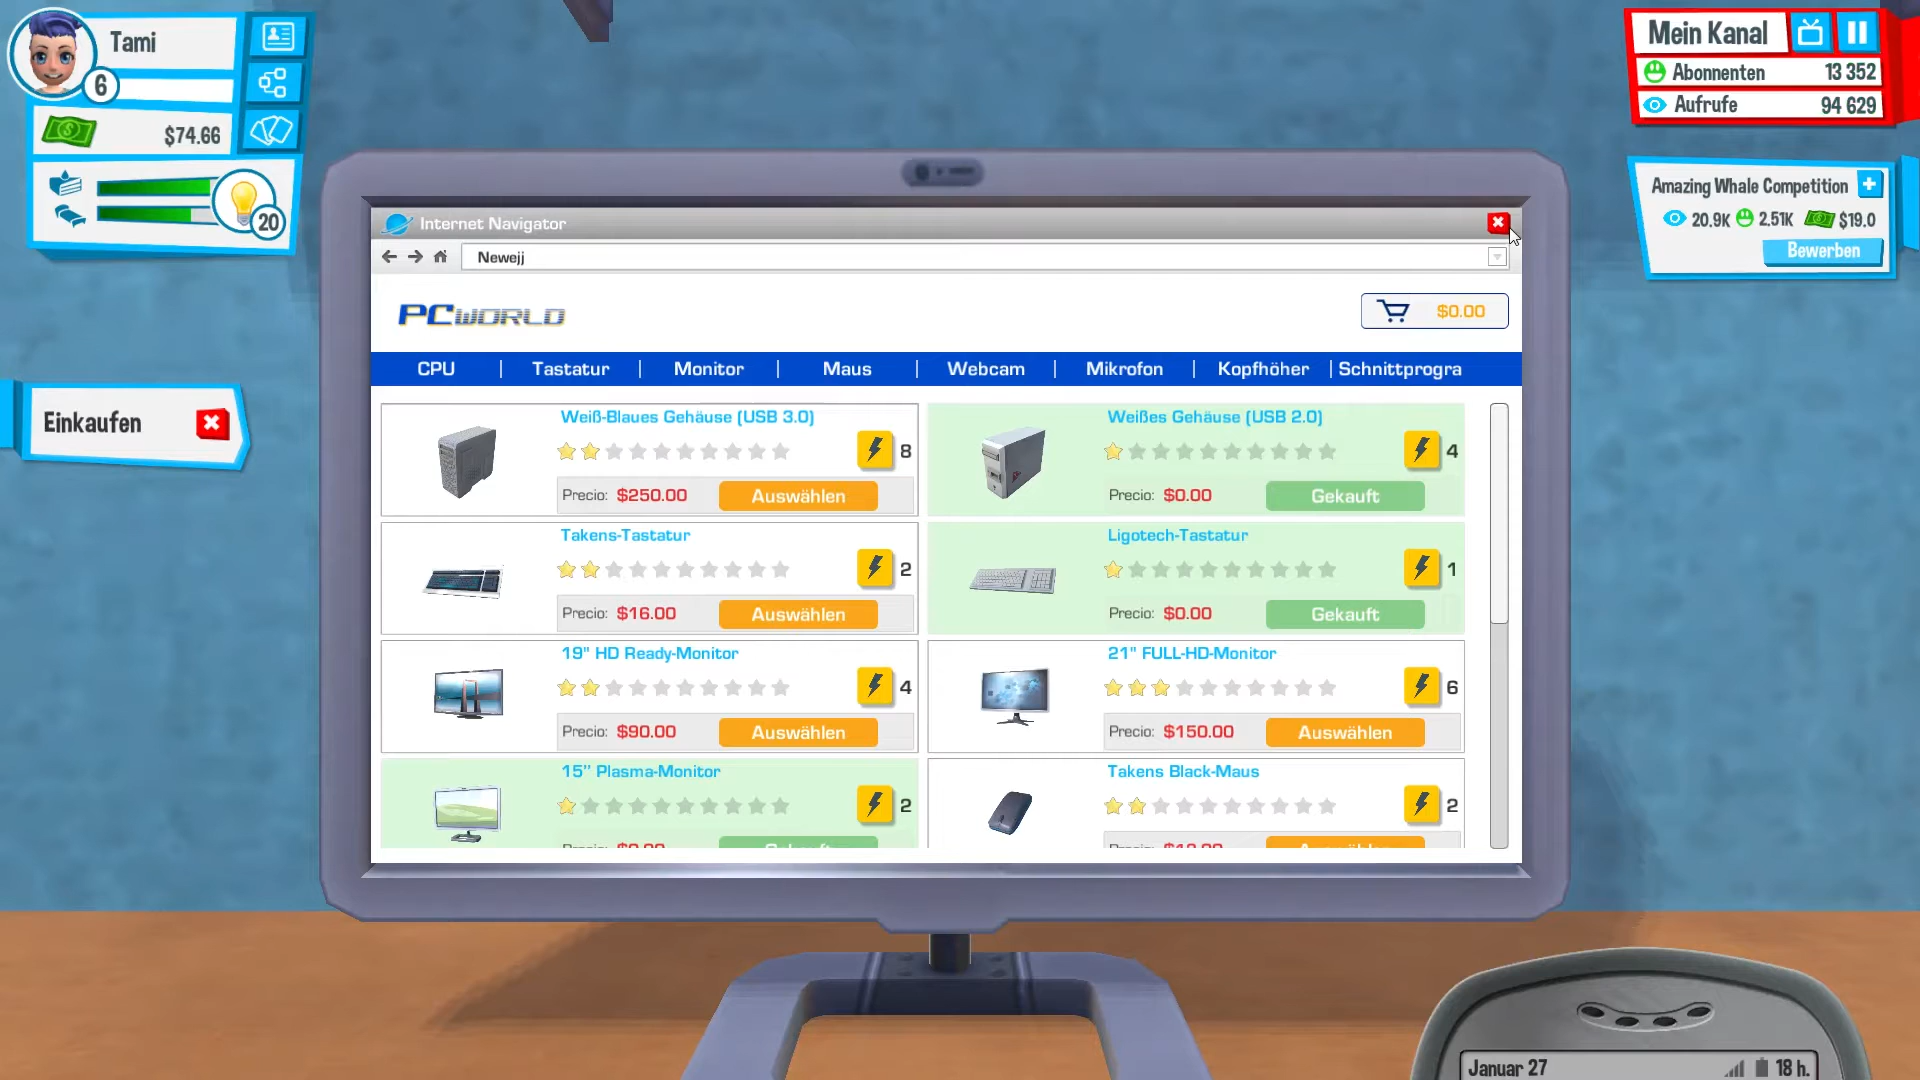 Tami
6
$74.66
20
Mein Kanal
Abonnenten 13 352
Aufrufe 94 629
Amazing Whale Competition
20.9K 2.51K $19.0
Bewerben
Einkaufen
Internet Navigator
Newejj
PCWORLD
$0.00
CPU | Tastatur | Monitor | Maus | Webcam | Mikrofon | Kopfhöher | Schnittprogra
Weiß-Blaues Gehäuse (USB 3.0)
8
Precio: $250.00 Auswählen
Weißes Gehäuse (USB 2.0)
4
Precio: $0.00 Gekauft
Takens-Tastatur
2
Precio: $16.00 Auswählen
Ligotech-Tastatur
1
Precio: $0.00 Gekauft
19" HD Ready-Monitor
4
Precio: $90.00 Auswählen
21" FULL-HD-Monitor
6
Precio: $150.00 Auswählen
15" Plasma-Monitor
2
Takens Black-Maus
2
Januar 27 18 h.